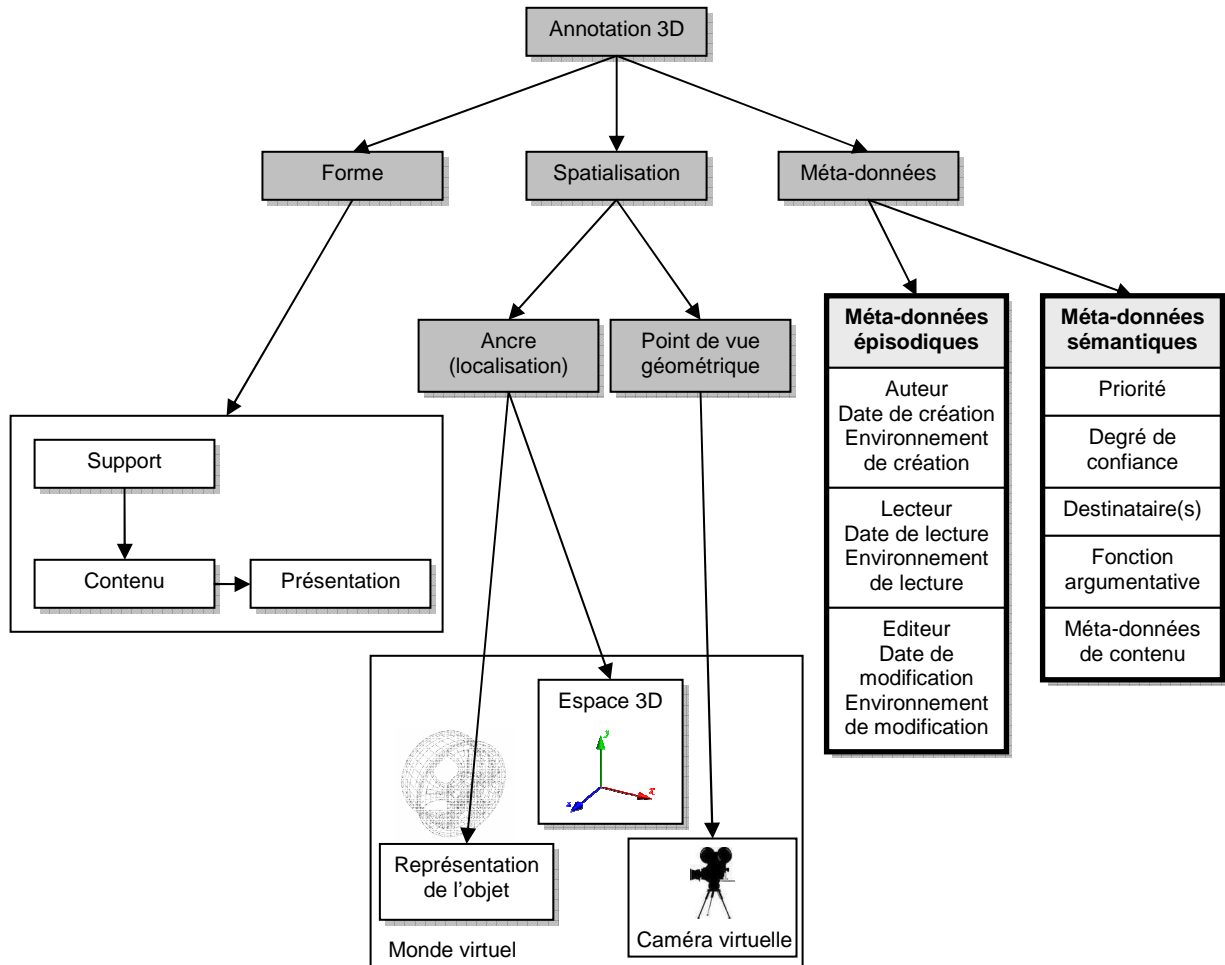 Annotation 3D
Forme
Spatialisation
Méta-données
Ancre
(localisation)
Point de vue
géométrique
Méta-données
épisodiques
Auteur
Date de création
Environnement
de création
Lecteur
Date de lecture
Environnement
de lecture
Editeur
Date de
modification
Environnement
de modification
Méta-données
sémantiques
Priorité
Degré de
confiance
Destinataire(s)
Fonction
argumentative
Méta-données
de contenu
Support
Contenu
Présentation
Espace 3D
y
x
z
Représentation
de l'objet
Monde virtuel
Caméra virtuelle